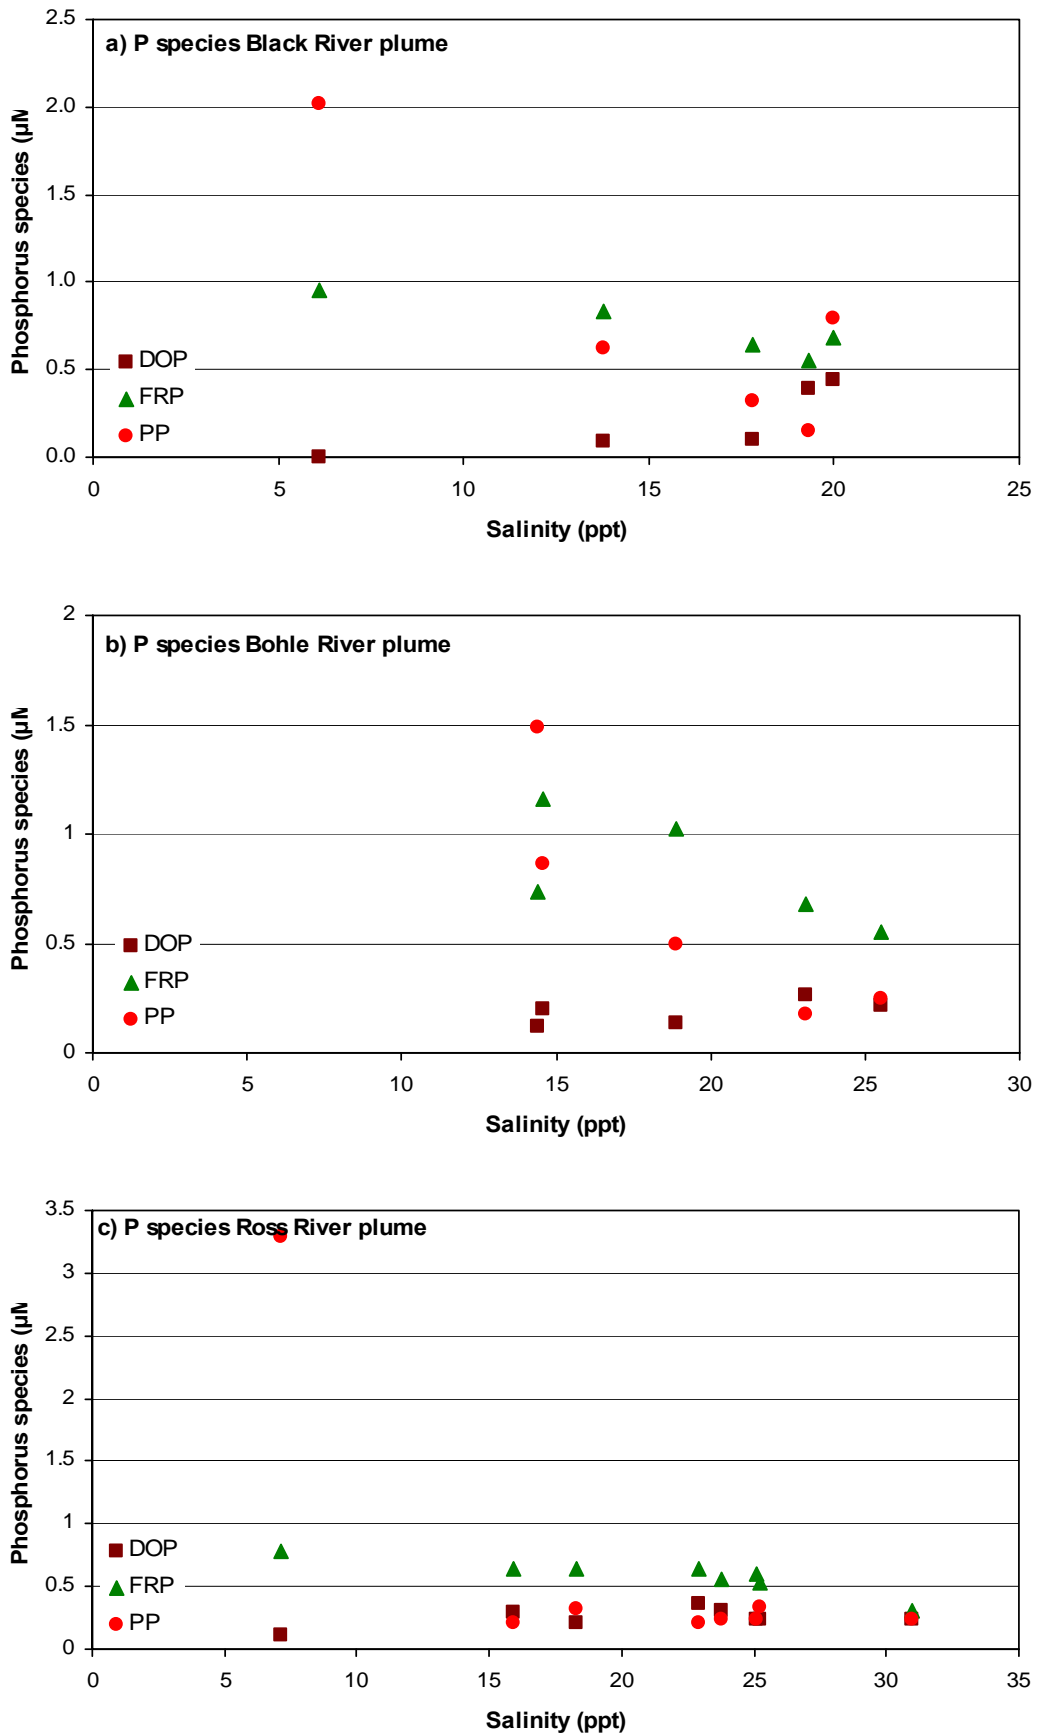 a) P species Black River plume
Phosphorus species (µM
2.5
2.0
1.5
1.0
0.5
0.0
DOP
FRP
PP
0 5 10 15 20 25
Salinity (ppt)
b) P species Bohle River plume
Phosphorus species (µM
2
1.5
1
0.5
0
DOP
FRP
PP
0 5 10 15 20 25 30
Salinity (ppt)
c) P species Ross River plume
Phosphorus species (µM
3.5
3
2.5
2
1.5
1
0.5
0
DOP
FRP
PP
0 5 10 15 20 25 30 35
Salinity (ppt)